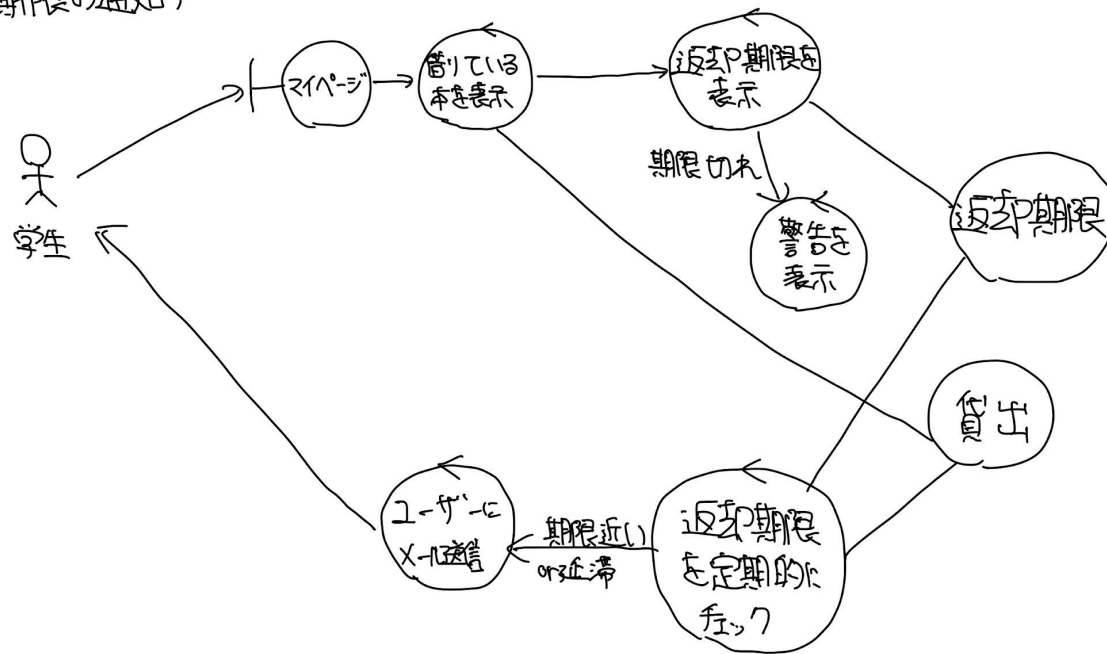 期限の通知
マイページ
借りている
本を表示
返却期限を
表示
期限切れ
警告を
表示
返却期限
学生
貸出
ユーザーに
メール送信
期限近い
or延滞
返却期限
を定期的に
チェック